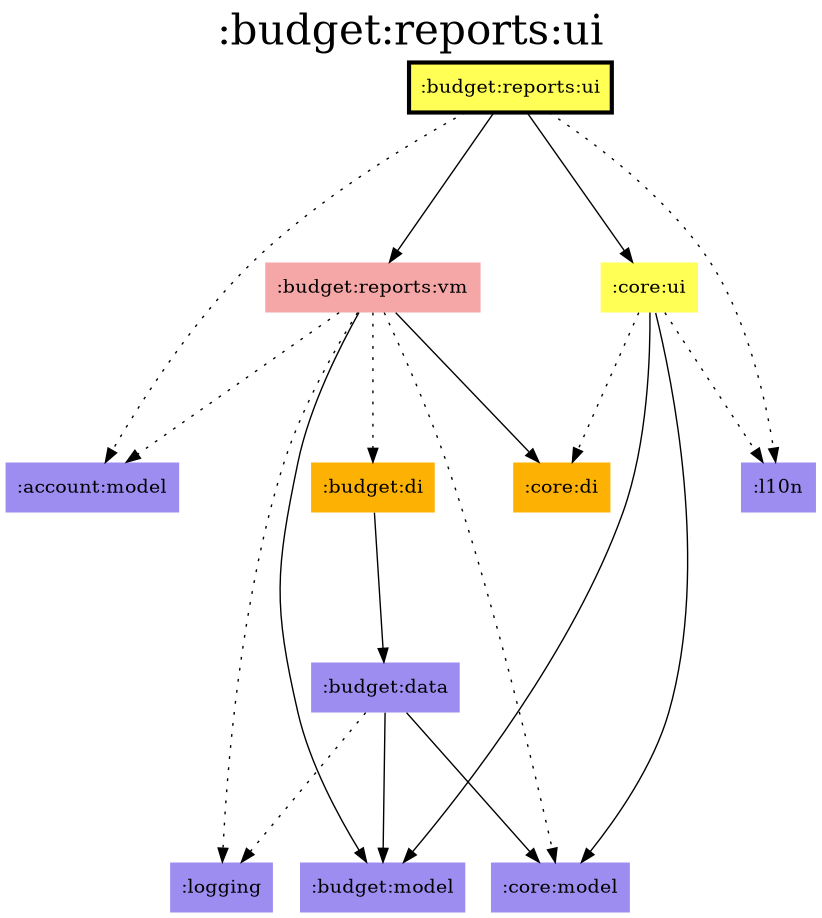 :budget:reports:ui
:budget:reports:ui
:budget:reports:vm
:core:ui
:account:model
:budget:di
:core:di
:l10n
:budget:data
:logging
:budget:model
:core:model